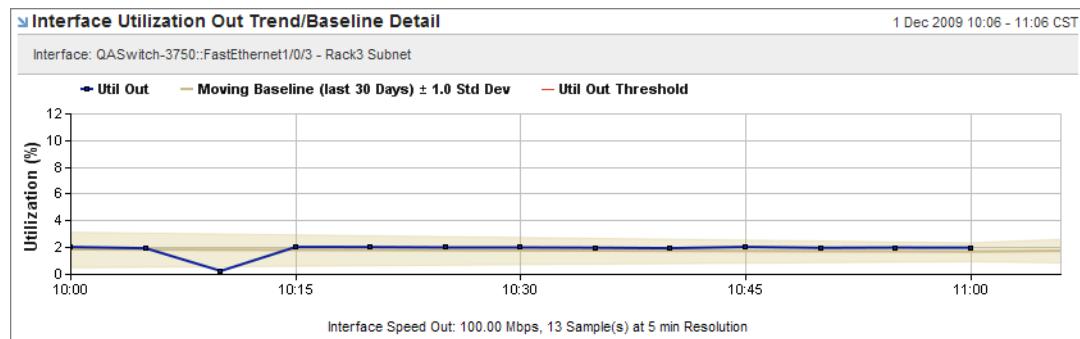 Interface Utilization Out Trend/Baseline Detail
1 Dec 2009 10:06 - 11:06 CST
Interface: QASwitch-3750::FastEthernet1/0/3 - Rack3 Subnet
Util Out
Moving Baseline (last 30 Days) ± 1.0 Std Dev
Util Out Threshold
Utilization (%)
12
10
8
6
4
2
0
10:00
10:15
10:30
10:45
11:00
Interface Speed Out: 100.00 Mbps, 13 Sample(s) at 5 min Resolution